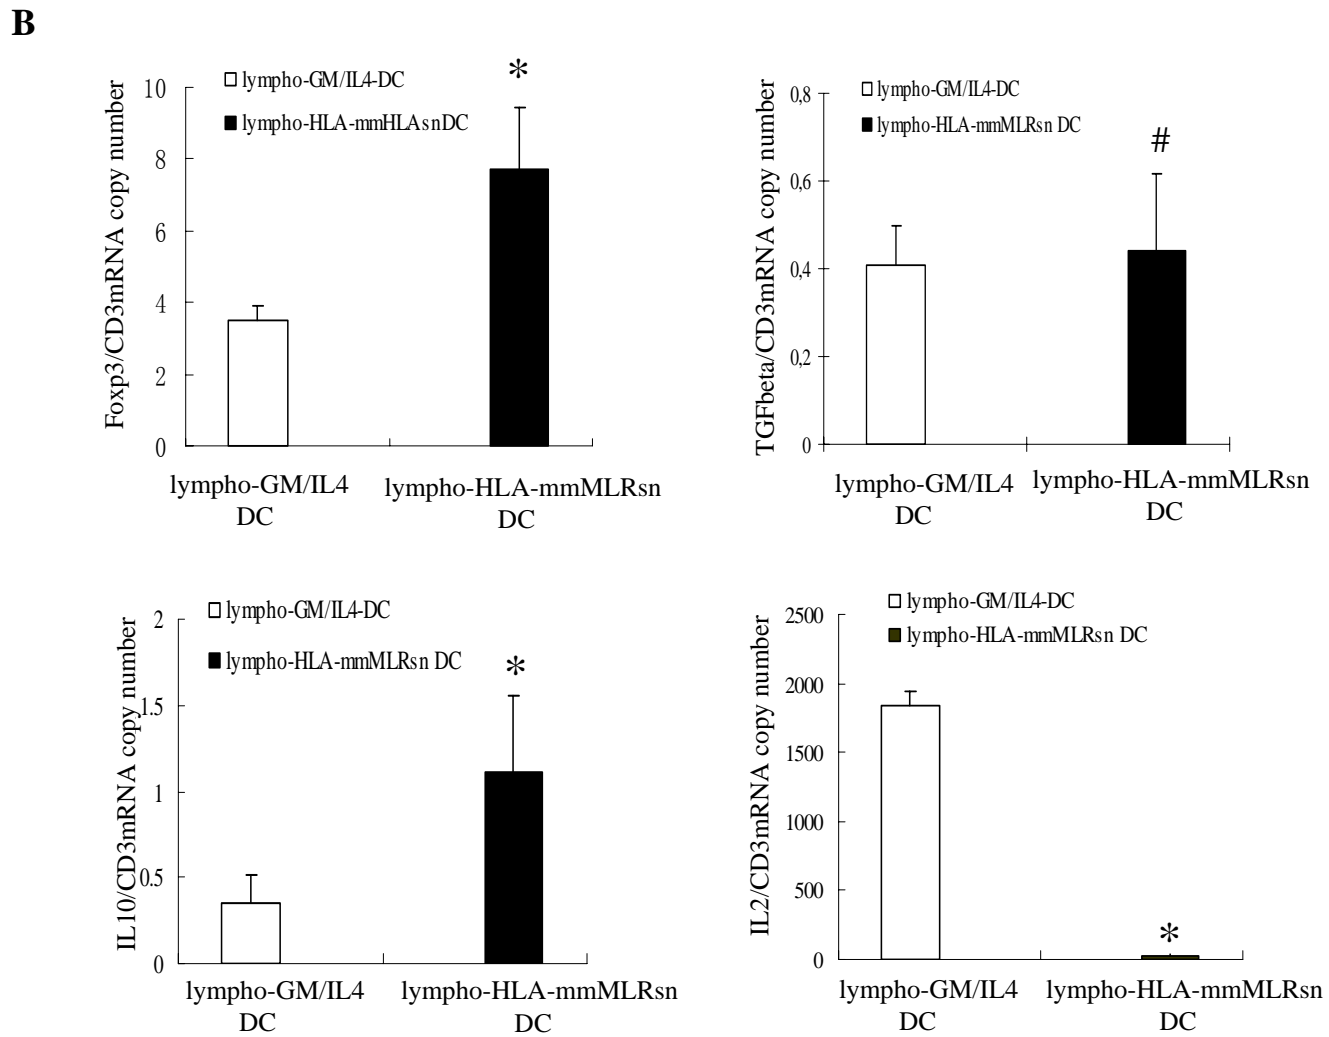 B
Foxp3/CD3mRNA copy number
lympho-GM/IL4-DC
lympho-HLA-mmHLAsnDC
*
10
8
6
4
2
0
lympho-GM/IL4
DC
lympho-HLA-mmMLRsn
DC
TGFbeta/CD3mRNA copy number
lympho-GM/IL4-DC
lympho-HLA-mmMLRsn DC
#
0,8
0,6
0,4
0,2
0
lympho-GM/IL4
DC
lympho-HLA-mmMLRsn
DC
IL10/CD3mRNA copy number
lympho-GM/IL4-DC
lympho-HLA-mmMLRsn DC
*
2
1.5
1
0.5
0
lympho-GM/IL4
DC
lympho-HLA-mmMLRsn
DC
IL2/CD3mRNA copy number
lympho-GM/IL4-DC
lympho-HLA-mmMLRsn DC
*
2500
2000
1500
1000
500
0
lympho-GM/IL4
DC
lympho-HLA-mmMLRsn
DC